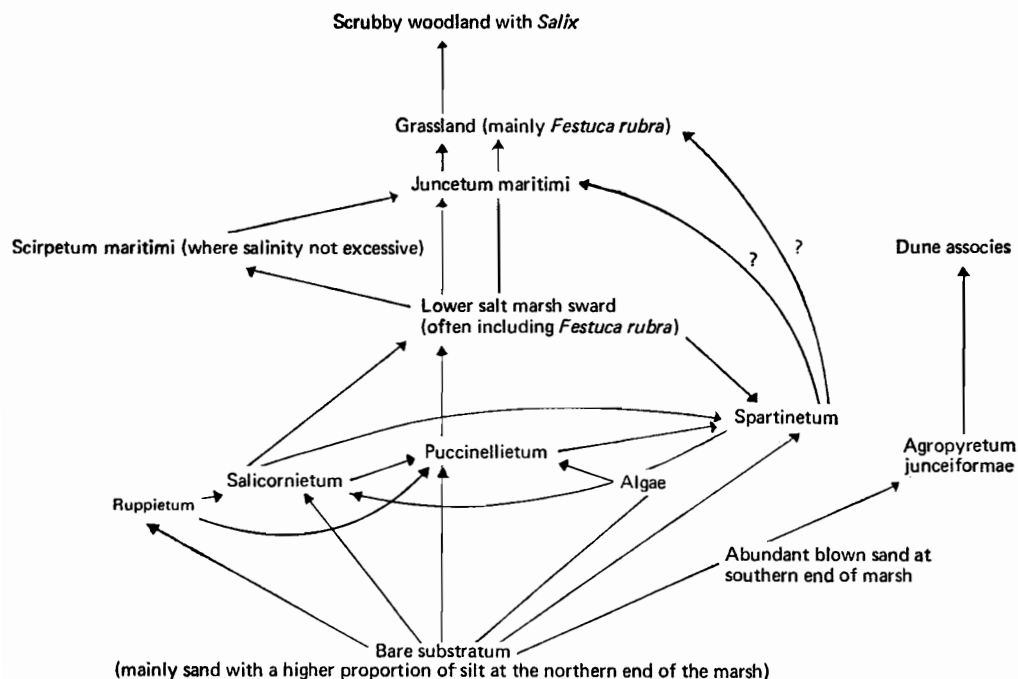 Scrubby woodland with Salix
Grassland (mainly Festuca rubra)
Juncetum maritimi
Scirpetum maritimi (where salinity not excessive)
?
?
Dune associes
Lower salt marsh sward
(often including Festuca rubra)
Spartinetum
Puccinellietum
Agropyretum
junceiformae
Salicornietum
Algae
Ruppietum
Abundant blown sand at
southern end of marsh
Bare substratum
(mainly sand with a higher proportion of silt at the northern end of the marsh)